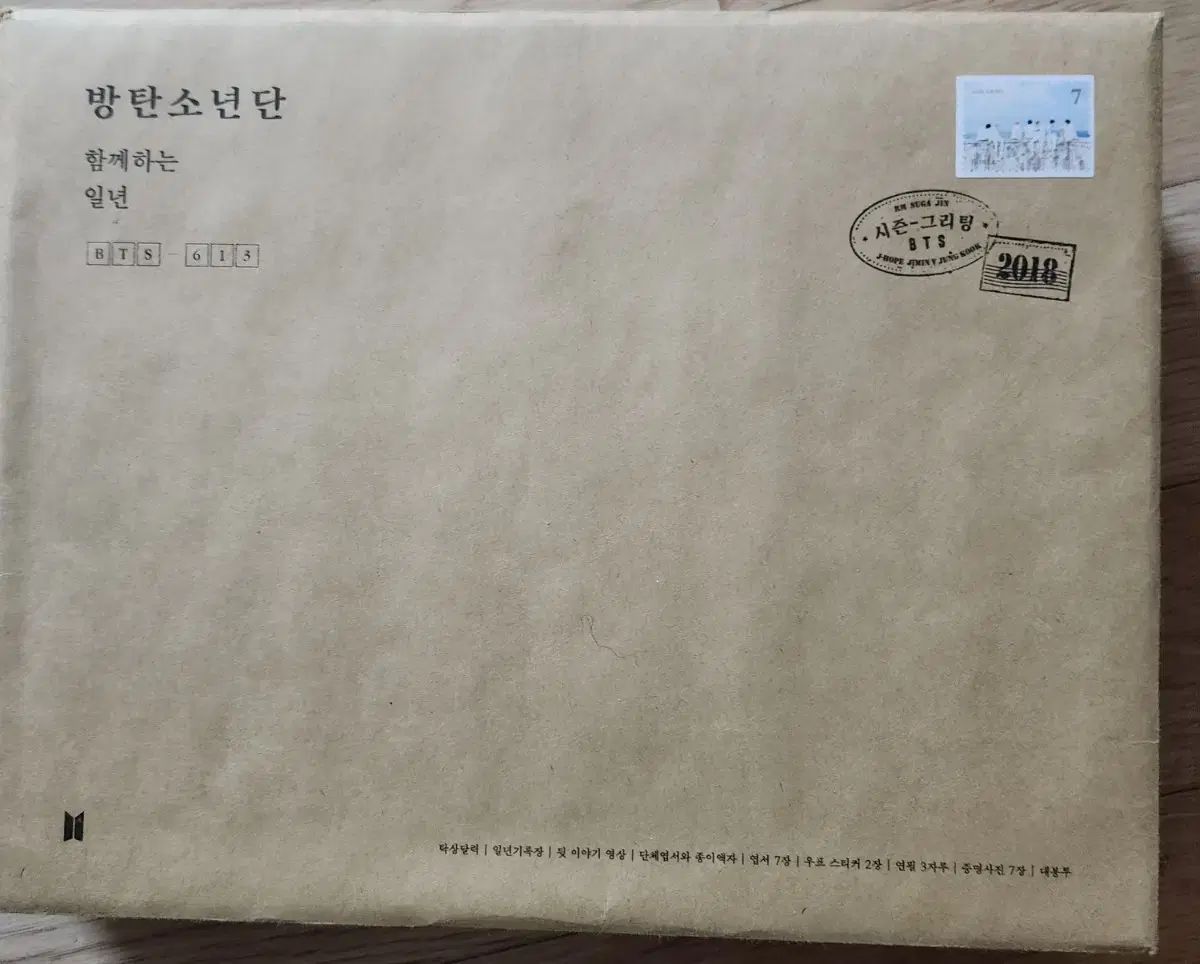 방탄소년단
7
함께하는
일년
RM SUGA JIN
시즌-그리팅
BTS
J-HOPE JIMIN V JUNG KOOK
2018
BTS-613
탁상달력 | 일년기록장 | 뒷 이야기 영상 | 단체엽서와 종이액자 | 엽서 7장 | 우표 스티커 2장 | 연필 3자루 | 증명사진 7장 | 대봉투